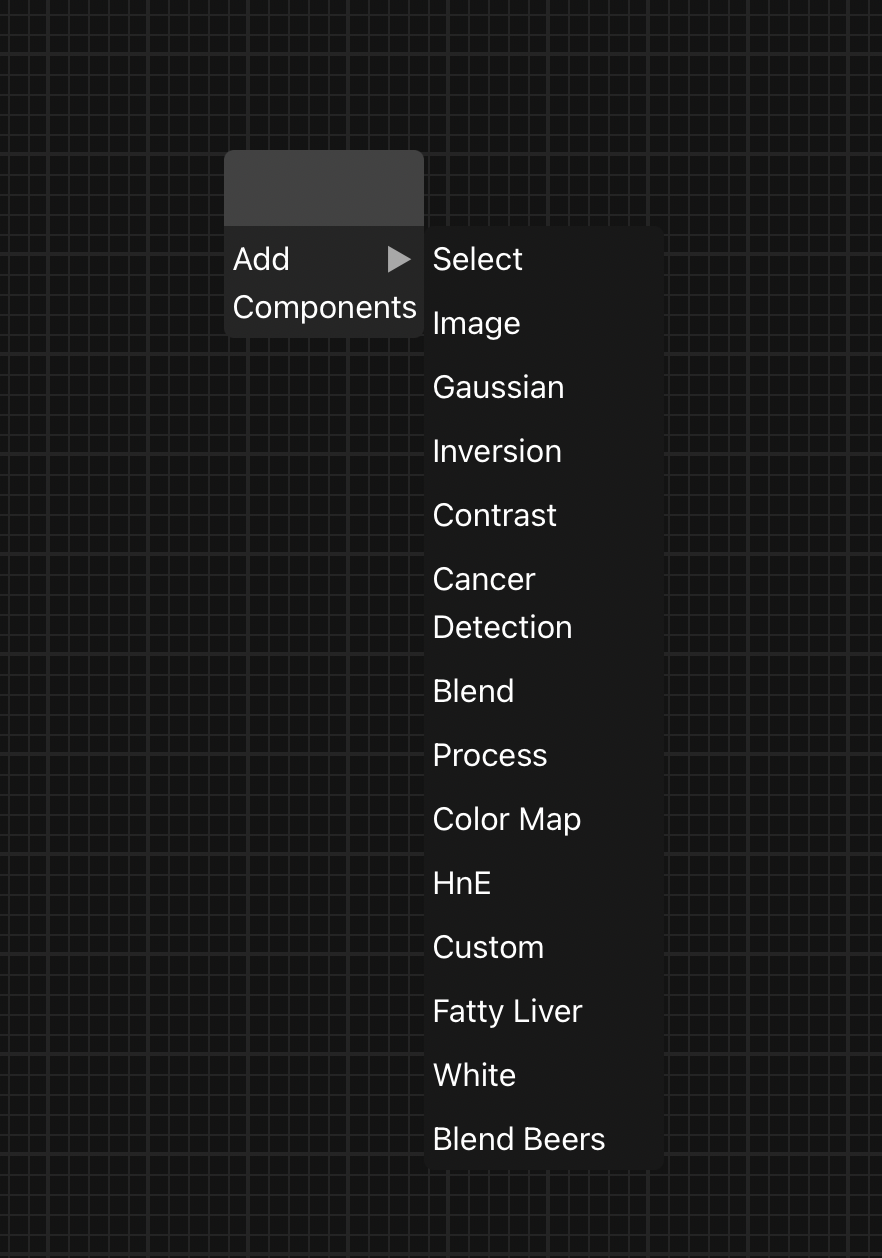 Add
Components
Select
Image
Gaussian
Inversion
Contrast
Cancer
Detection
Blend
Process
Color Map
HnE
Custom
Fatty Liver
White
Blend Beers